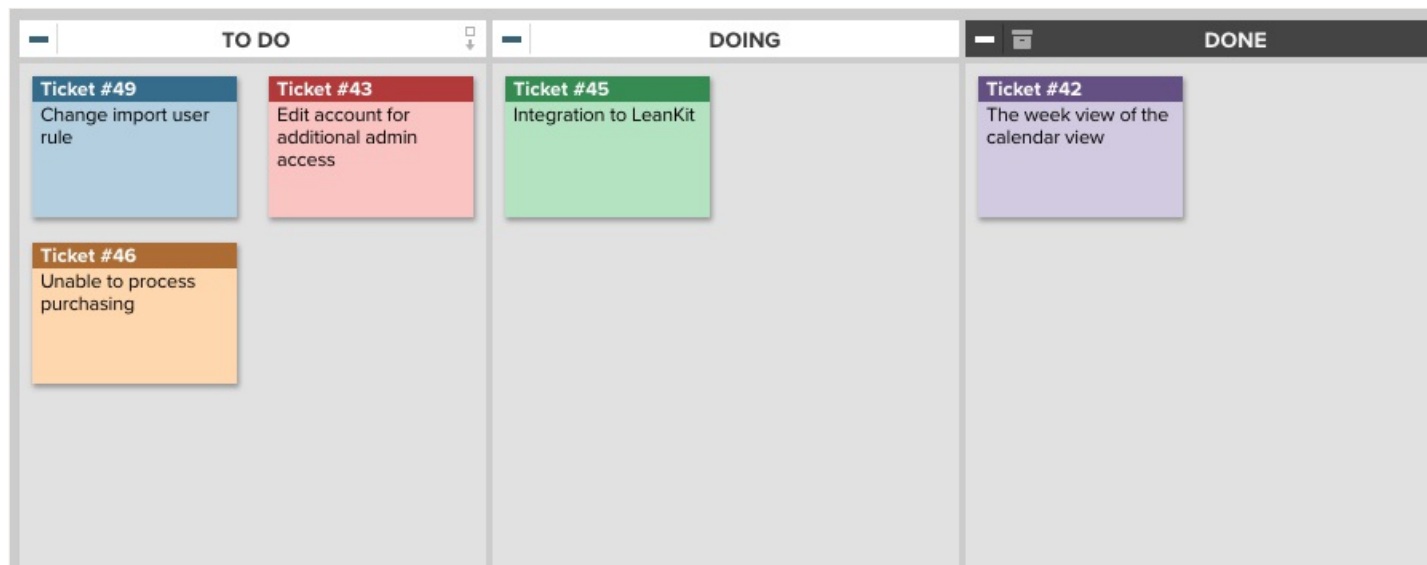 TO DO
DOING
DONE
Ticket #49
Change import user
rule
Ticket #43
Edit account for
additional admin
access
Ticket #46
Unable to process
purchasing
Ticket #45
Integration to LeanKit
Ticket #42
The week view of the
calendar view